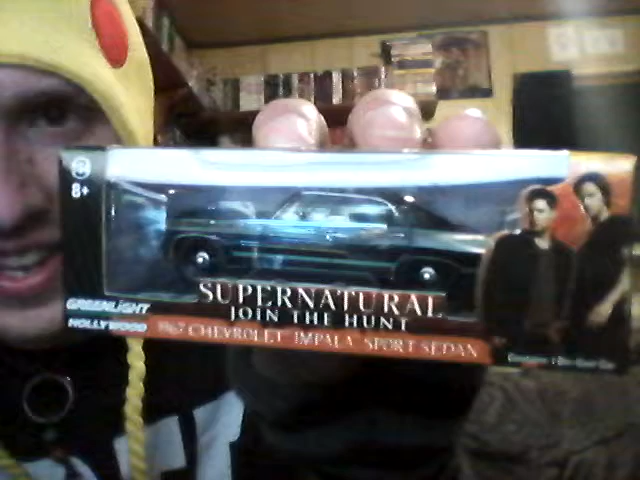 8+
GREENLIGHT
HOLLYWOOD
SUPERNATURAL
JOIN THE HUNT
1967 CHEVROLET IMPALA SPORT SEDAN